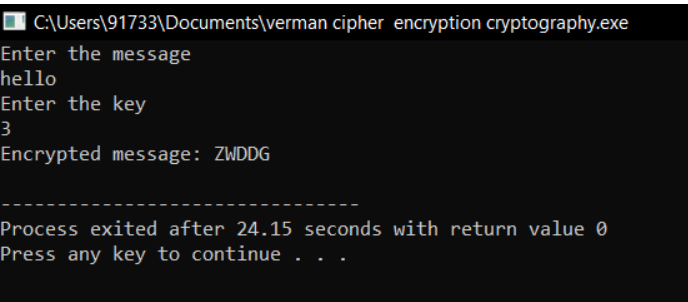 C:\Users\91733\Documents\verman cipher  encryption cryptography.exe
Enter the message
hello
Enter the key
3
Encrypted message: ZWDDG
--------------------------------
Process exited after 24.15 seconds with return value 0
Press any key to continue . . .